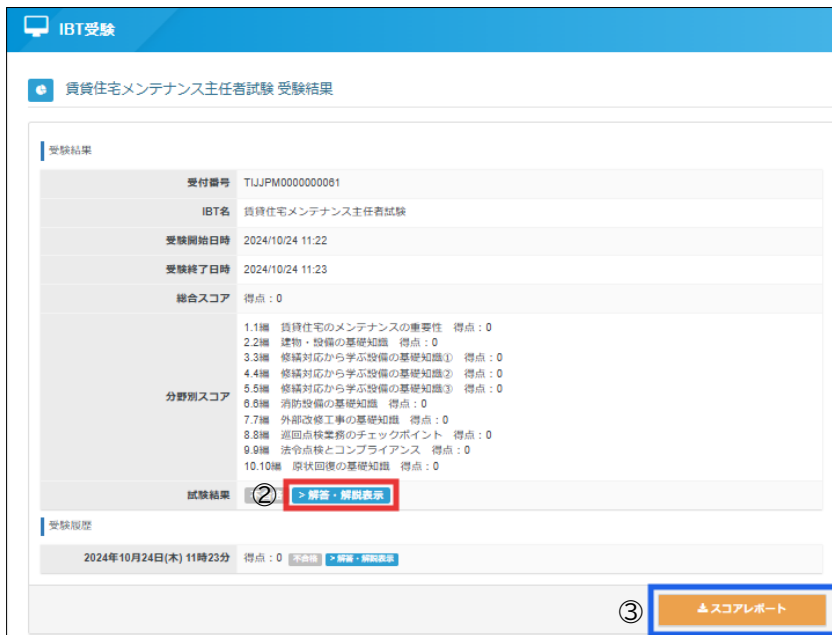 IBT受験
賃貸住宅メンテナンス主任者試験 受験結果
受験結果
受付番号 TIJJPM0000000061
IBT名 賃貸住宅メンテナンス主任者試験
受験開始日時 2024/10/24 11:22
受験終了日時 2024/10/24 11:23
総合スコア 得点：0
分野別スコア
1.1編 賃貸住宅のメンテナンスの重要性 得点：0
2.2編 建物・設備の基礎知識 得点：0
3.3編 修繕対応から学ぶ設備の基礎知識① 得点：0
4.4編 修繕対応から学ぶ設備の基礎知識② 得点：0
5.5編 修繕対応から学ぶ設備の基礎知識③ 得点：0
6.6編 消防設備の基礎知識 得点：0
7.7編 外部改修工事の基礎知識 得点：0
8.8編 巡回点検業務のチェックポイント 得点：0
9.9編 法令点検とコンプライアンス 得点：0
10.10編 原状回復の基礎知識 得点：0
試験結果 ② > 解答・解説表示
受験履歴
2024年10月24日(木) 11時23分 得点：0 不合格 > 解答・解説表示
③ スコアレポート